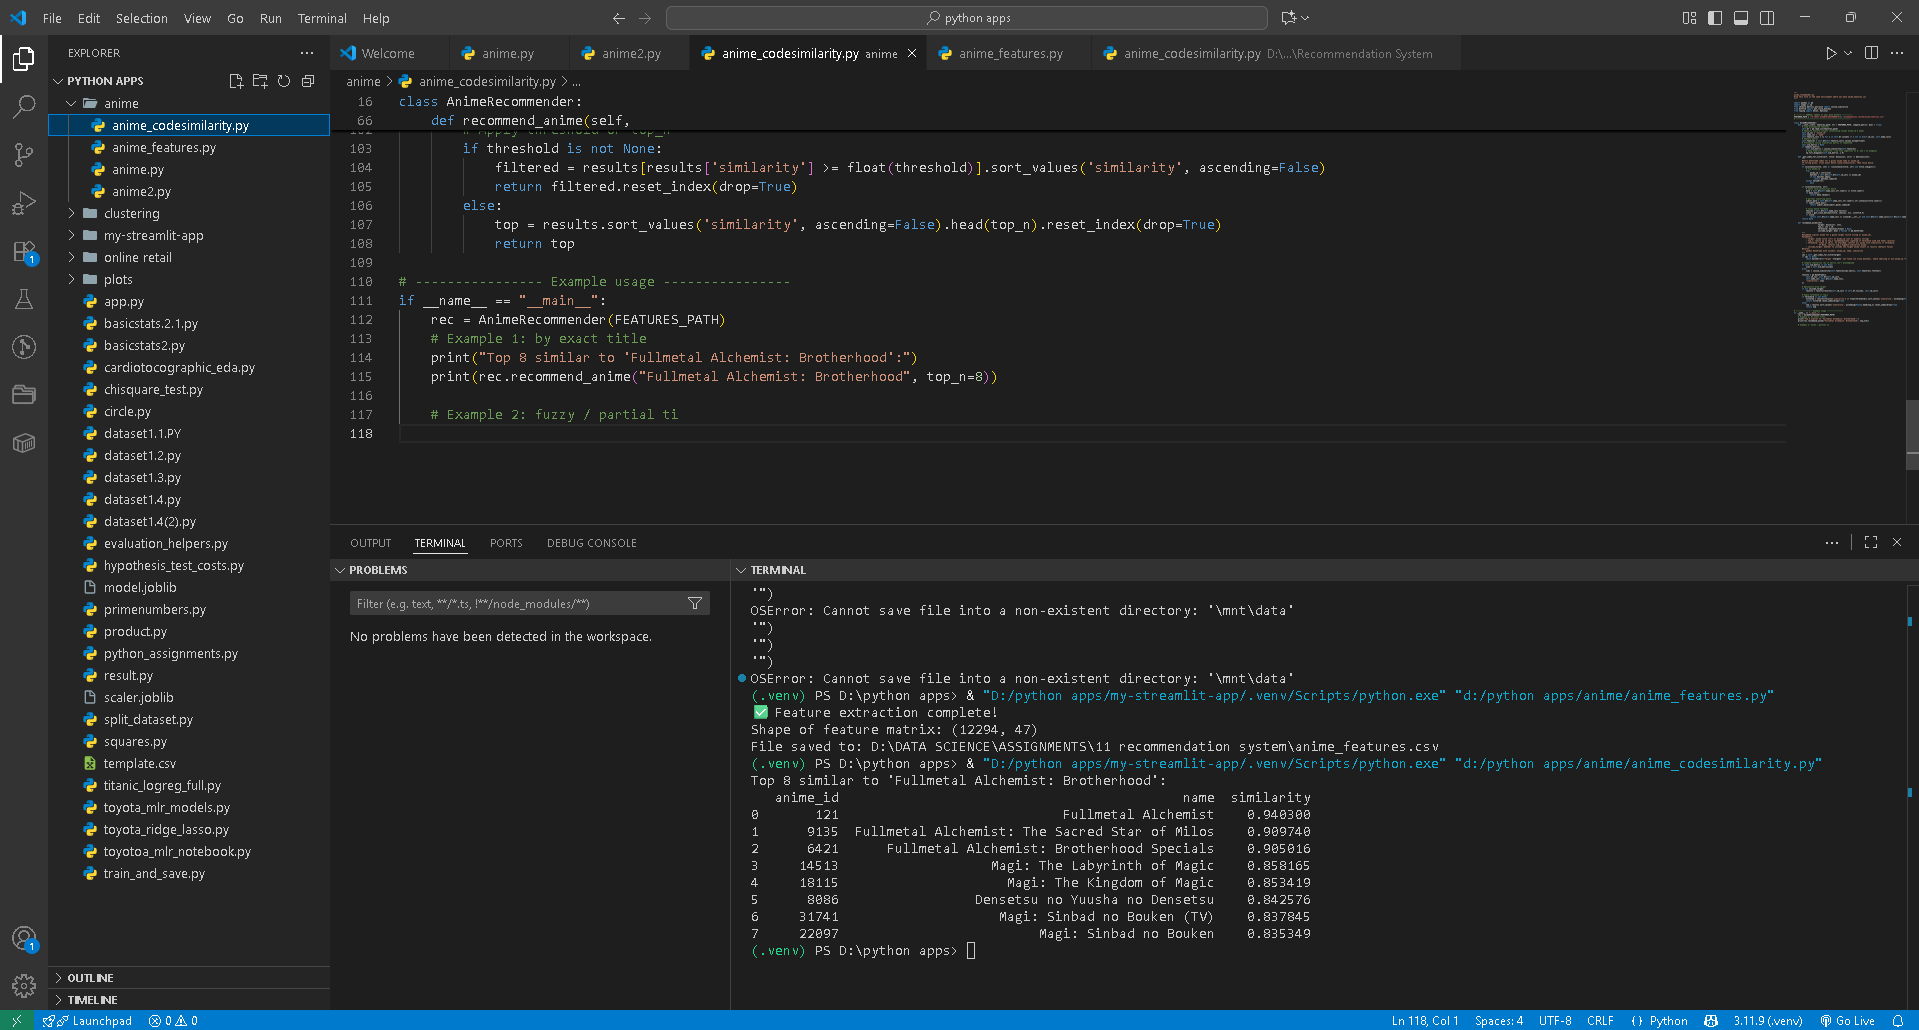 File Edit Selection View Go Run Terminal Help
python apps
EXPLORER
PYTHON APPS
anime
anime_codesimilarity.py
anime_features.py
anime.py
anime2.py
clustering
my-streamlit-app
online retail
plots
app.py
basicstats.2.1.py
basicstats2.py
cardiotocographic_eda.py
chisquare_test.py
circle.py
dataset1.1.PY
dataset1.2.py
dataset1.3.py
dataset1.4.py
dataset1.4(2).py
evaluation_helpers.py
hypothesis_test_costs.py
model.joblib
primenumbers.py
product.py
python_assignments.py
result.py
scaler.joblib
split_dataset.py
squares.py
template.csv
titanic_logreg_full.py
toyota_mlr_models.py
toyota_ridge_lasso.py
toyotoa_mlr_notebook.py
train_and_save.py
OUTLINE
TIMELINE
1
1
Welcome anime.py anime2.py anime_codesimilarity.py anime anime_features.py anime_codesimilarity.py D:\...\Recommendation System
anime > anime_codesimilarity.py > ...
16 class AnimeRecommender:
66 def recommend_anime(self,
102 # Apply threshold or top_n
103 if threshold is not None:
104 filtered = results[results['similarity'] >= float(threshold)].sort_values('similarity', ascending=False)
105 return filtered.reset_index(drop=True)
106 else:
107 top = results.sort_values('similarity', ascending=False).head(top_n).reset_index(drop=True)
108 return top
109
110 # ---------------- Example usage ----------------
111 if __name__ == "__main__":
112 rec = AnimeRecommender(FEATURES_PATH)
113 # Example 1: by exact title
114 print("Top 8 similar to 'Fullmetal Alchemist: Brotherhood':")
115 print(rec.recommend_anime("Fullmetal Alchemist: Brotherhood", top_n=8))
116
117 # Example 2: fuzzy / partial ti
118
OUTPUT TERMINAL PORTS DEBUG CONSOLE
PROBLEMS
Filter (e.g. text, **/*.ts, !**/node_modules/**)
No problems have been detected in the workspace.
TERMINAL
'")
OSError: Cannot save file into a non-existent directory: '\mnt\data'
'")
'")
'")
OSError: Cannot save file into a non-existent directory: '\mnt\data'
(.venv) PS D:\python apps> & "D:/python apps/my-streamlit-app/.venv/Scripts/python.exe" "d:/python apps/anime/anime_features.py"
✅ Feature extraction complete!
Shape of feature matrix: (12294, 47)
File saved to: D:\DATA SCIENCE\ASSIGNMENTS\11 recommendation system\anime_features.csv
(.venv) PS D:\python apps> & "D:/python apps/my-streamlit-app/.venv/Scripts/python.exe" "d:/python apps/anime/anime_codesimilarity.py"
Top 8 similar to 'Fullmetal Alchemist: Brotherhood':
anime_id name similarity
0 121 Fullmetal Alchemist 0.940300
1 9135 Fullmetal Alchemist: The Sacred Star of Milos 0.909740
2 6421 Fullmetal Alchemist: Brotherhood Specials 0.905016
3 14513 Magi: The Labyrinth of Magic 0.858165
4 18115 Magi: The Kingdom of Magic 0.853419
5 8086 Densetsu no Yuusha no Densetsu 0.842576
6 31741 Magi: Sinbad no Bouken (TV) 0.837845
7 22097 Magi: Sinbad no Bouken 0.835349
(.venv) PS D:\python apps>
Launchpad 0 0 Ln 118, Col 1 Spaces: 4 UTF-8 CRLF {} Python 3.11.9 (.venv) Go Live